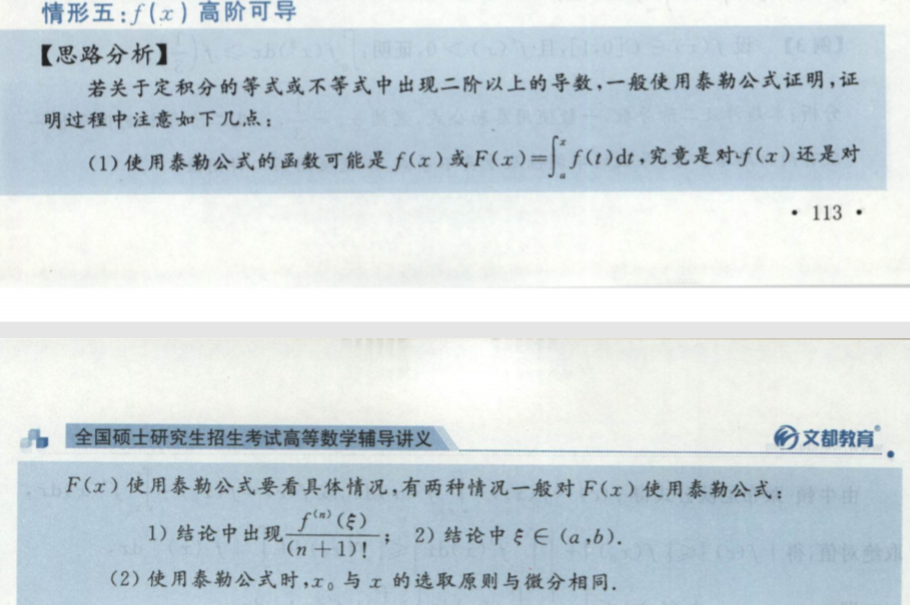 情形五：f(x) 高阶可导
【思路分析】
若关于定积分的等式或不等式中出现二阶以上的导数，一般使用泰勒公式证明，证
明过程中注意如下几点：
(1) 使用泰勒公式的函数可能是 f(x) 或 F(x)=∫ₐˣ f(t)dt，究竟是对 f(x) 还是对
· 113 ·
全国硕士研究生招生考试高等数学辅导讲义
文都教育
F(x) 使用泰勒公式要看具体情况，有两种情况一般对 F(x) 使用泰勒公式：
1) 结论中出现 f⁽ⁿ⁾(ξ)/(n+1)!； 2) 结论中 ξ∈(a,b).
(2) 使用泰勒公式时，x₀ 与 x 的选取原则与微分相同.